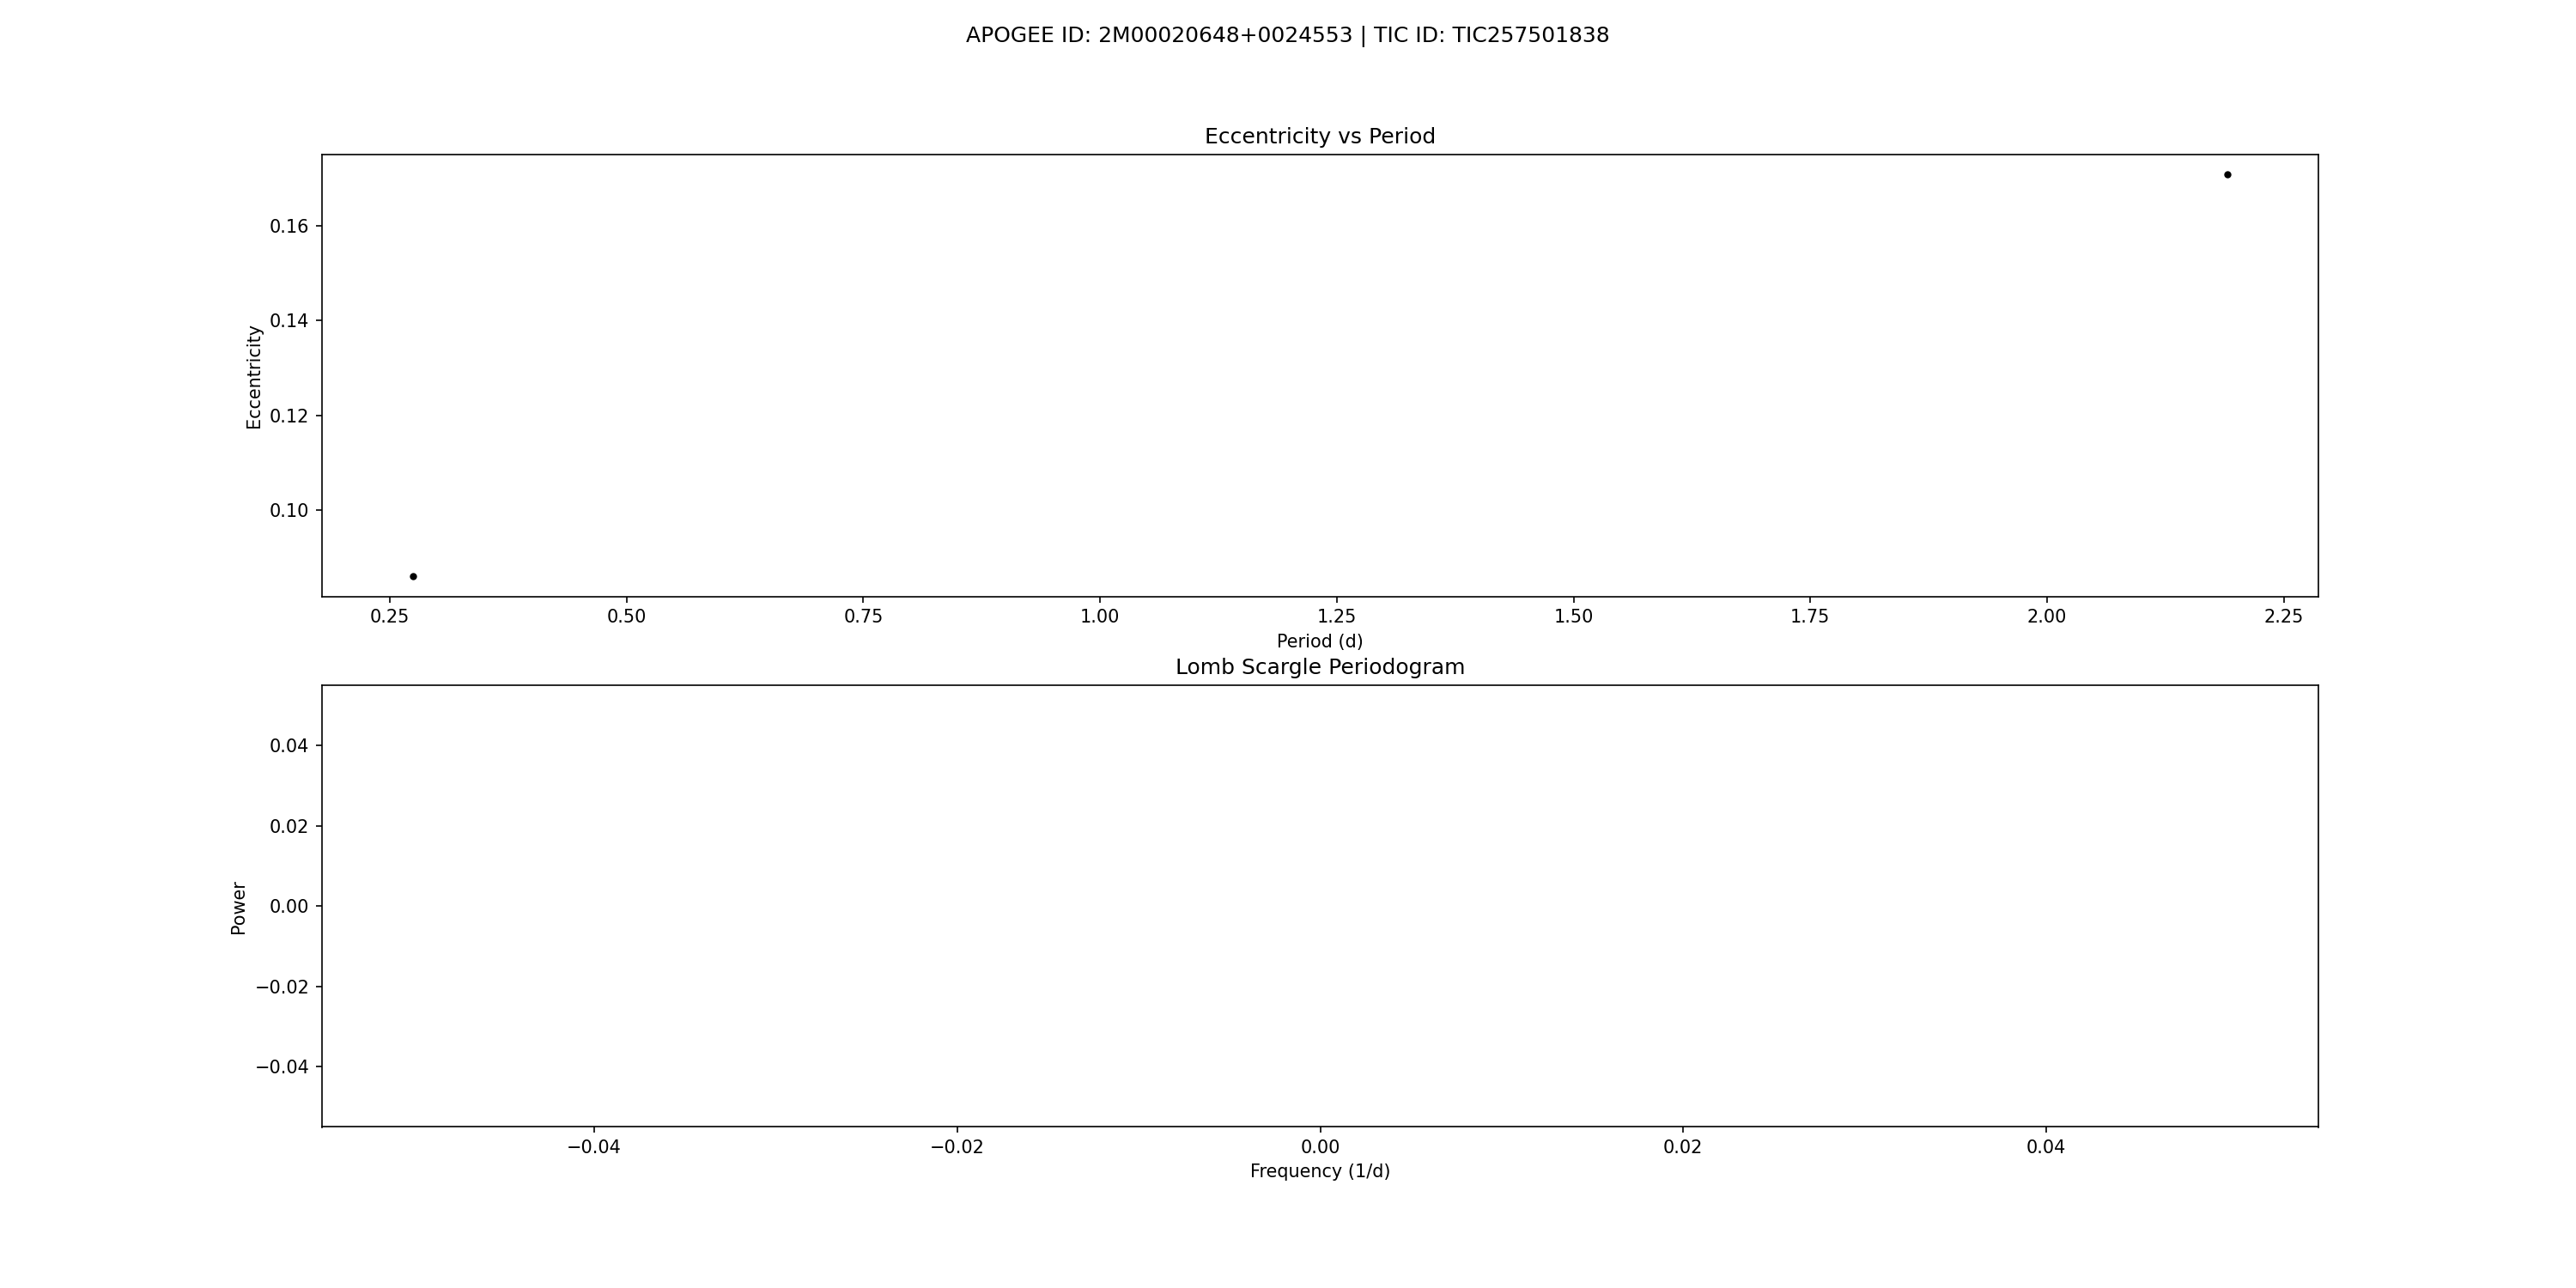 APOGEE ID: 2M00020648+0024553 | TIC ID: TIC257501838
Eccentricity vs Period
0.16
0.14
0.12
0.10
Eccentricity
0.25 0.50 0.75 1.00 1.25 1.50 1.75 2.00 2.25
Period (d)
Lomb Scargle Periodogram
0.04
0.02
0.00
−0.02
−0.04
Power
−0.04 −0.02 0.00 0.02 0.04
Frequency (1/d)